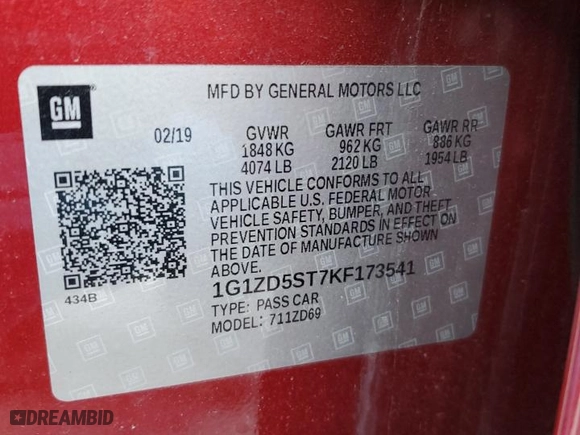 GM
MFD BY GENERAL MOTORS LLC
02/19 GVWR GAWR FRT GAWR RR
1848 KG 962 KG 886 KG
4074 LB 2120 LB 1954 LB
THIS VEHICLE CONFORMS TO ALL
APPLICABLE U.S. FEDERAL MOTOR
VEHICLE SAFETY, BUMPER, AND THEFT
PREVENTION STANDARDS IN EFFECT ON
THE DATE OF MANUFACTURE SHOWN
ABOVE.
1G1ZD5ST7KF173541
TYPE: PASS CAR
MODEL: 711ZD69
434B
DREAMBID